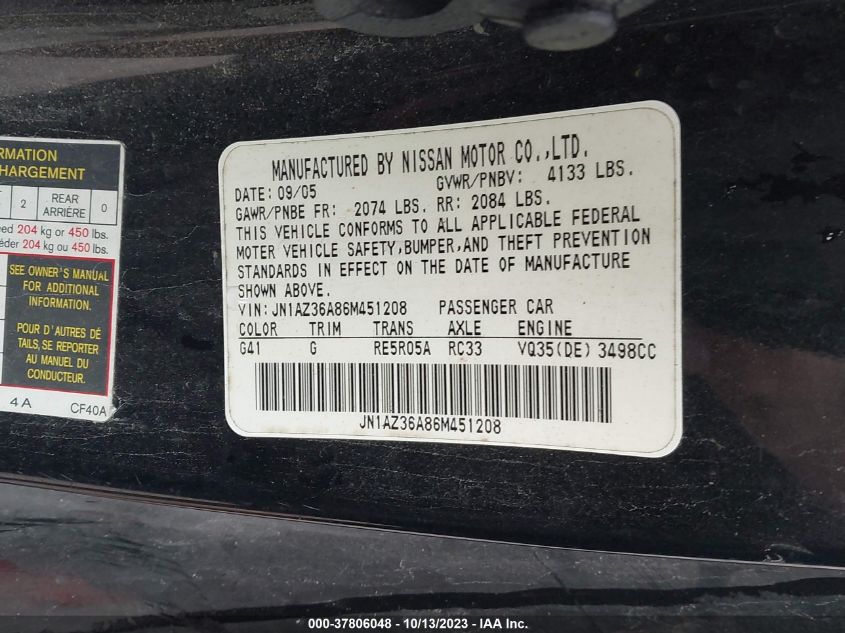 RMATION
HARGEMENT
T 2 REAR ARRIÈRE 0
eed 204 kg or 450 lbs.
éder 204 kg ou 450 lbs.
SEE OWNER'S MANUAL
FOR ADDITIONAL
INFORMATION
POUR D'AUTRES DÉ
TAILS, SE REPORTER
AU MANUEL DU
CONDUCTEUR.
4 A CF40A
MANUFACTURED BY NISSAN MOTOR CO.,LTD.
DATE: 09/05 GVWR/PNBV: 4133 LBS.
GAWR/PNBE FR: 2074 LBS. RR: 2084 LBS.
THIS VEHICLE CONFORMS TO ALL APPLICABLE FEDERAL
MOTER VEHICLE SAFETY,BUMPER,AND THEFT PREVENTION
STANDARDS IN EFFECT ON THE DATE OF MANUFACTURE
SHOWN ABOVE.
VIN: JN1AZ36A86M451208 PASSENGER CAR
COLOR TRIM TRANS AXLE ENGINE
G41 G RE5R05A RC33 VQ35(DE) 3498CC
JN1AZ36A86M451208
000-37806048 - 10/13/2023 - IAA Inc.